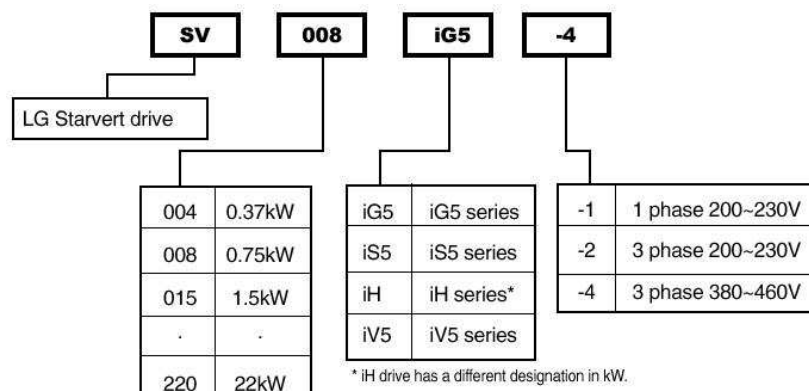 SV 008 iG5 -4
LG Starvert drive
004 0.37kW
008 0.75kW
015 1.5kW
. .
220 22kW
iG5 iG5 series
iS5 iS5 series
iH iH series*
iV5 iV5 series
* iH drive has a different designation in kW.
-1 1 phase 200~230V
-2 3 phase 200~230V
-4 3 phase 380~460V